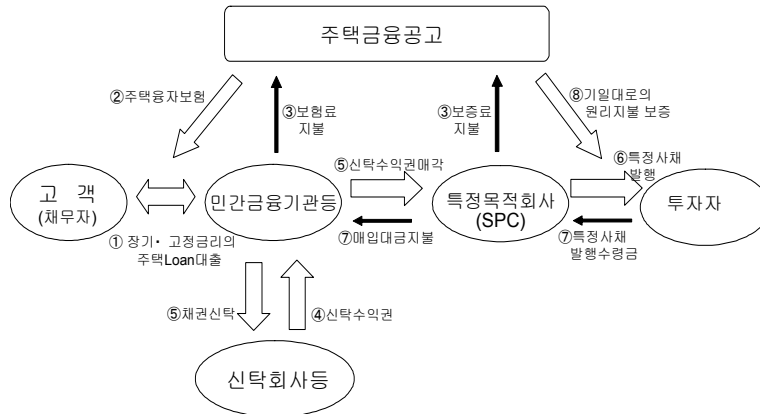 주택금융공고
②주택융자보험
③보험료
지불
③보증료
지불
⑧기일대로의
원리지불 보증
⑤신탁수익권매각
⑥특정사채
발행
고 객
(채무자)
민간금융기관등
특정목적회사
(SPC)
투자자
① 장기· 고정금리의
주택Loan대출
⑦매입대금지불
⑦특정사채
발행수령금
⑤채권신탁
④신탁수익권
신탁회사등